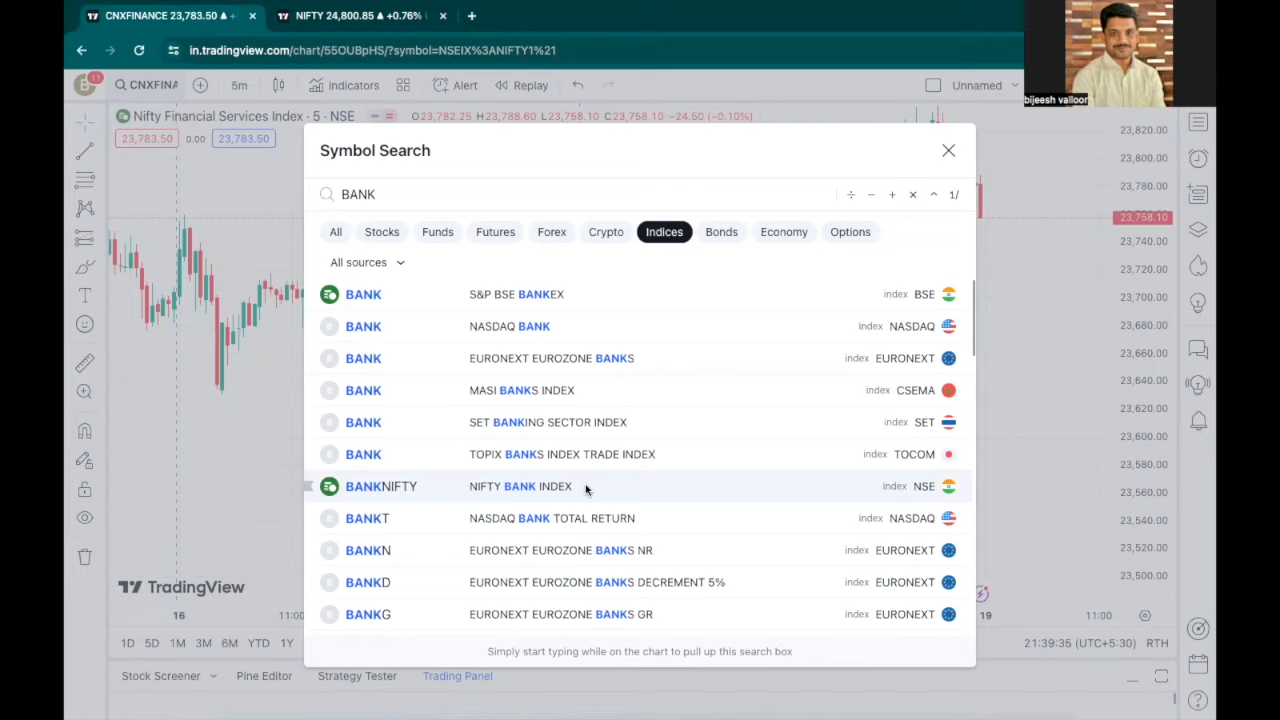 CNXFINANCE 23,783.50 ▲ +
NIFTY 24,800.85 ▲ +0.76%
in.tradingview.com/chart/55OUBpHS/?symbol=NSEIX%3ANIFTY1%21
bijeesh valloor
B 11 CNXFINA 5m Indicators Alert Replay Unnamed
Nifty Financial Services Index · 5 · NSE O23,782.25 H23,788.60 L23,758.10 C23,758.10 −24.50 (−0.10%)
23,783.50 0.00 23,783.50
Symbol Search
BANK ÷ − + × ^ 1/
All Stocks Funds Futures Forex Crypto Indices Bonds Economy Options
All sources
BANK S&P BSE BANKEX index BSE
B BANK NASDAQ BANK index NASDAQ
B BANK EURONEXT EUROZONE BANKS index EURONEXT
B BANK MASI BANKS INDEX index CSEMA
B BANK SET BANKING SECTOR INDEX index SET
B BANK TOPIX BANKS INDEX TRADE INDEX index TOCOM
BANKNIFTY NIFTY BANK INDEX index NSE
B BANKT NASDAQ BANK TOTAL RETURN index NASDAQ
B BANKN EURONEXT EUROZONE BANKS NR index EURONEXT
B BANKD EURONEXT EUROZONE BANKS DECREMENT 5% index EURONEXT
B BANKG EURONEXT EUROZONE BANKS GR index EURONEXT
Simply start typing while on the chart to pull up this search box
23,820.00
23,800.00
23,780.00
23,758.10
23,740.00
23,720.00
23,700.00
23,680.00
23,660.00
23,640.00
23,620.00
23,600.00
23,580.00
23,560.00
23,540.00
23,520.00
23,500.00
TradingView
16 11:00 19 11:00
1D 5D 1M 3M 6M YTD 1Y 21:39:35 (UTC+5:30) RTH
Stock Screener Pine Editor Strategy Tester Trading Panel